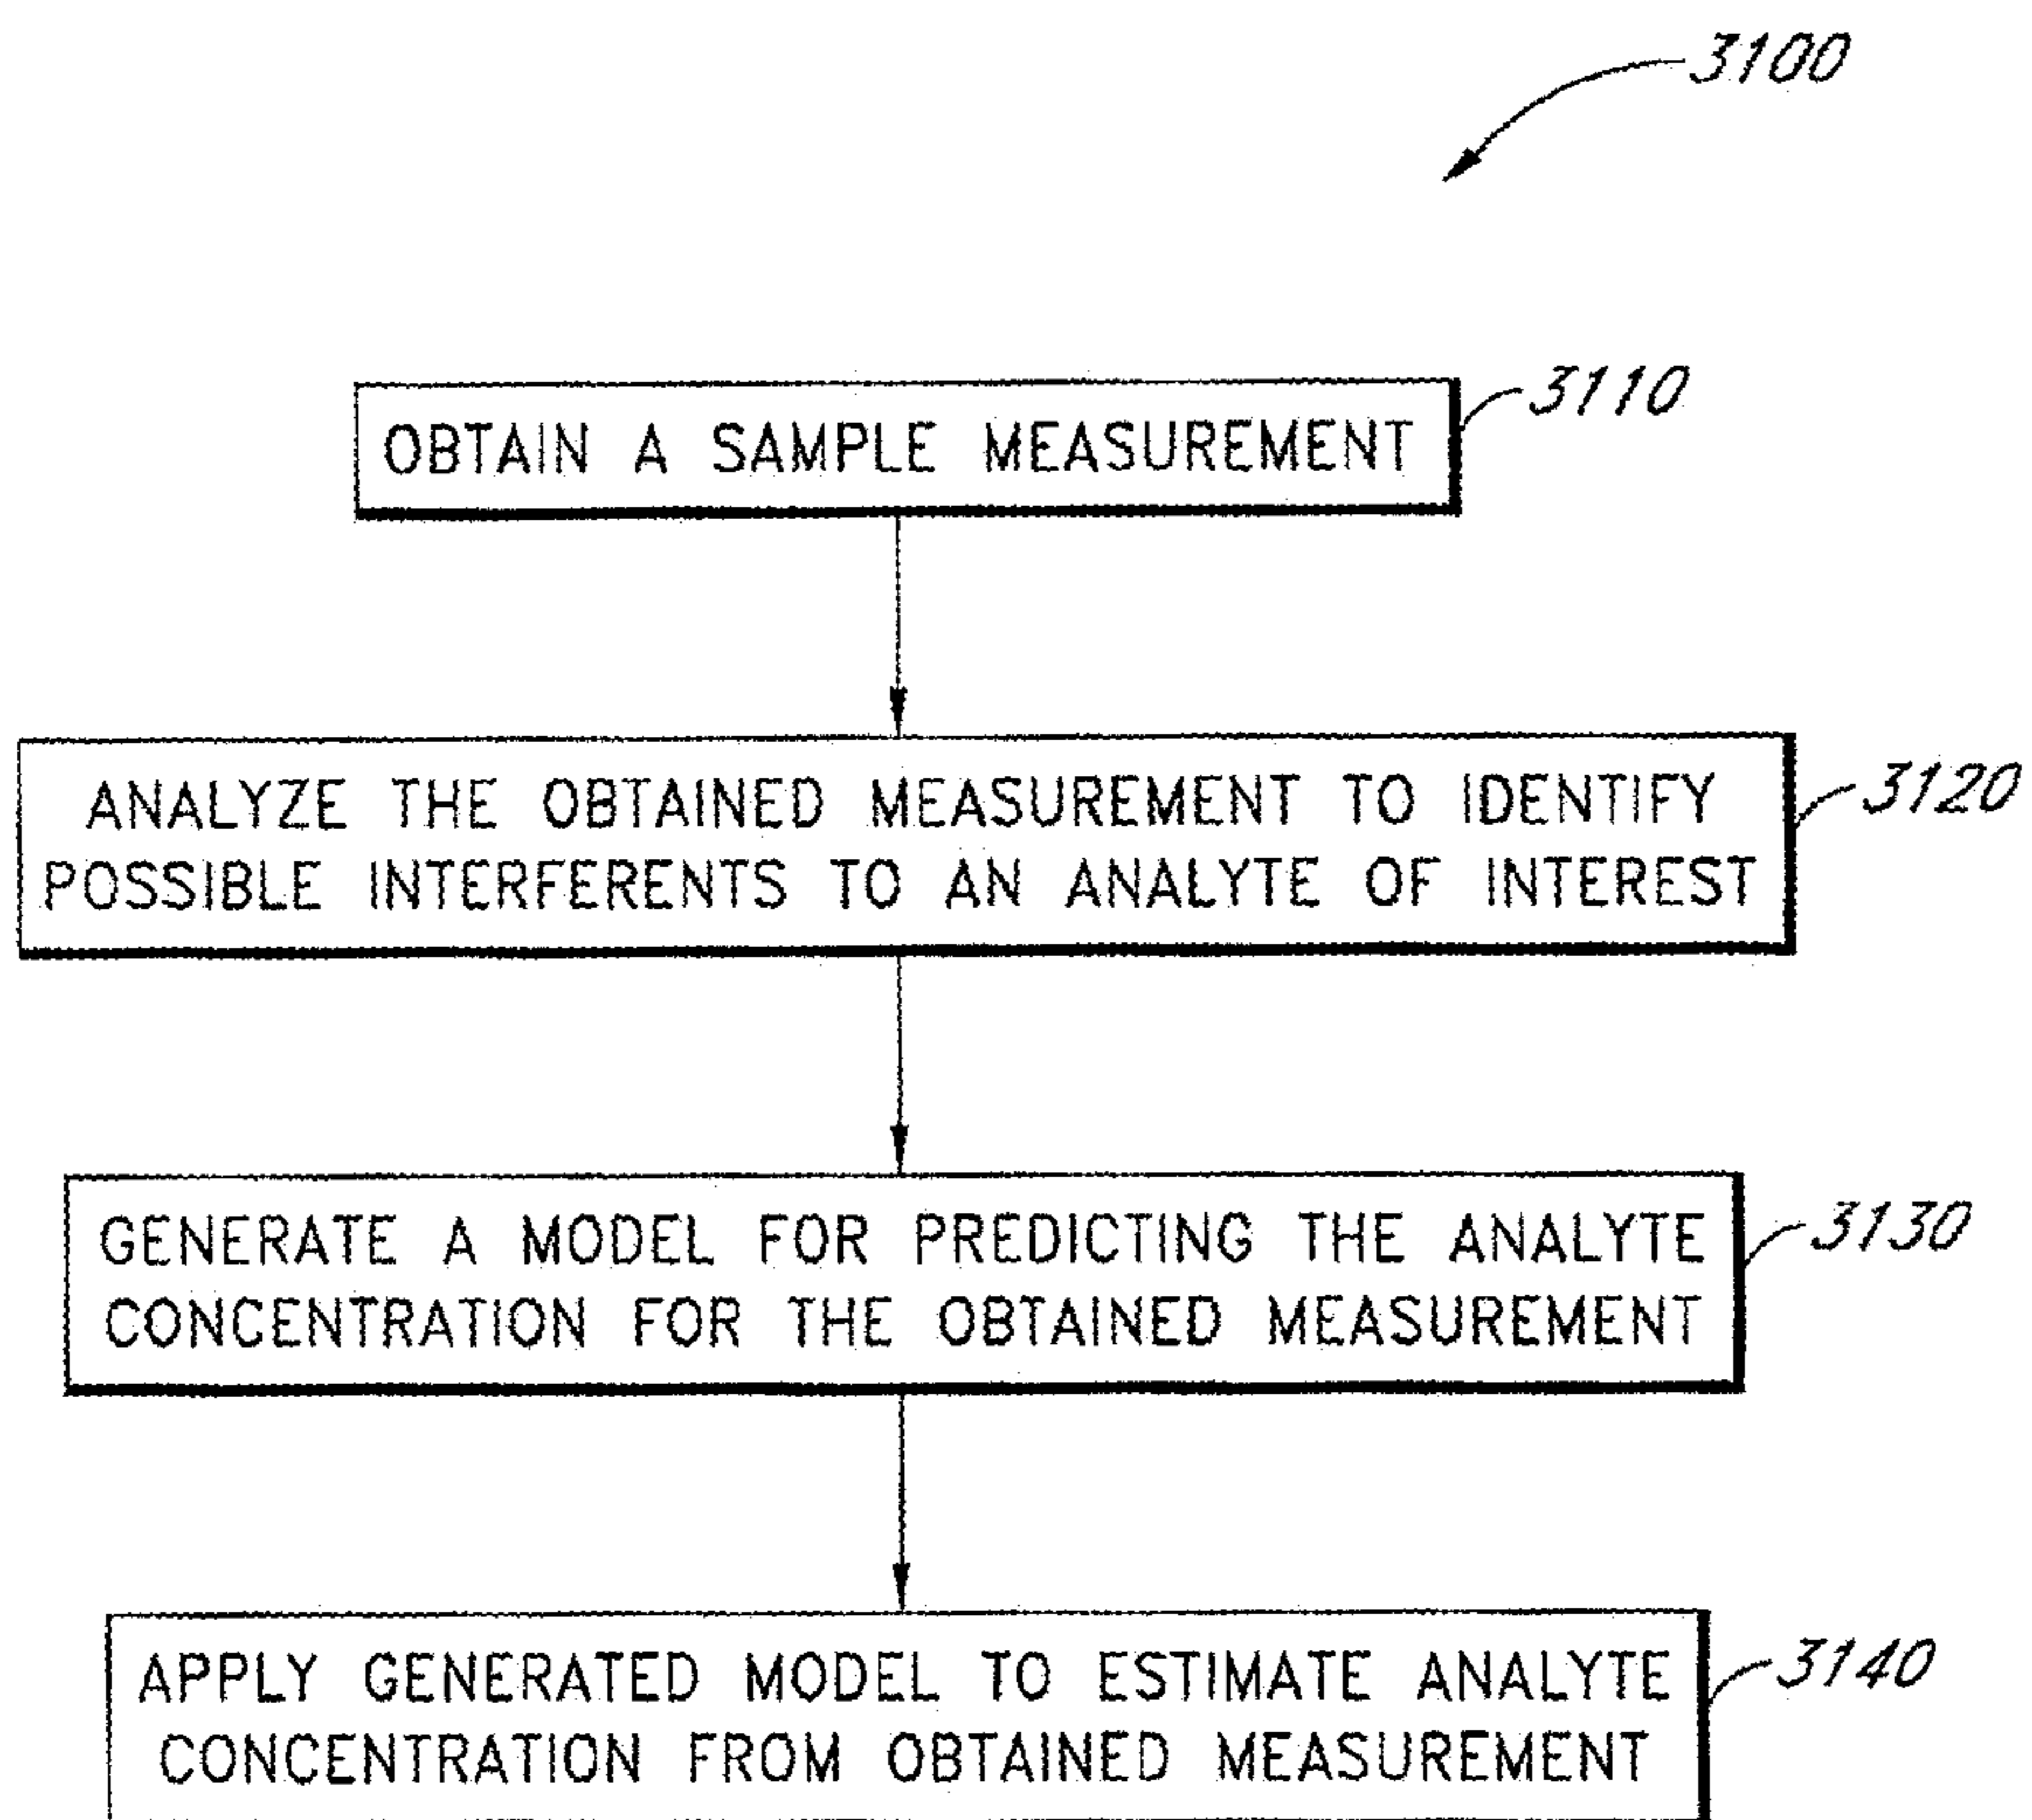 3100
OBTAIN A SAMPLE MEASUREMENT
3110
ANALYZE THE OBTAINED MEASUREMENT TO IDENTIFY
POSSIBLE INTERFERENTS TO AN ANALYTE OF INTEREST
3120
GENERATE A MODEL FOR PREDICTING THE ANALYTE
CONCENTRATION FOR THE OBTAINED MEASUREMENT
3130
APPLY GENERATED MODEL TO ESTIMATE ANALYTE
CONCENTRATION FROM OBTAINED MEASUREMENT
3140